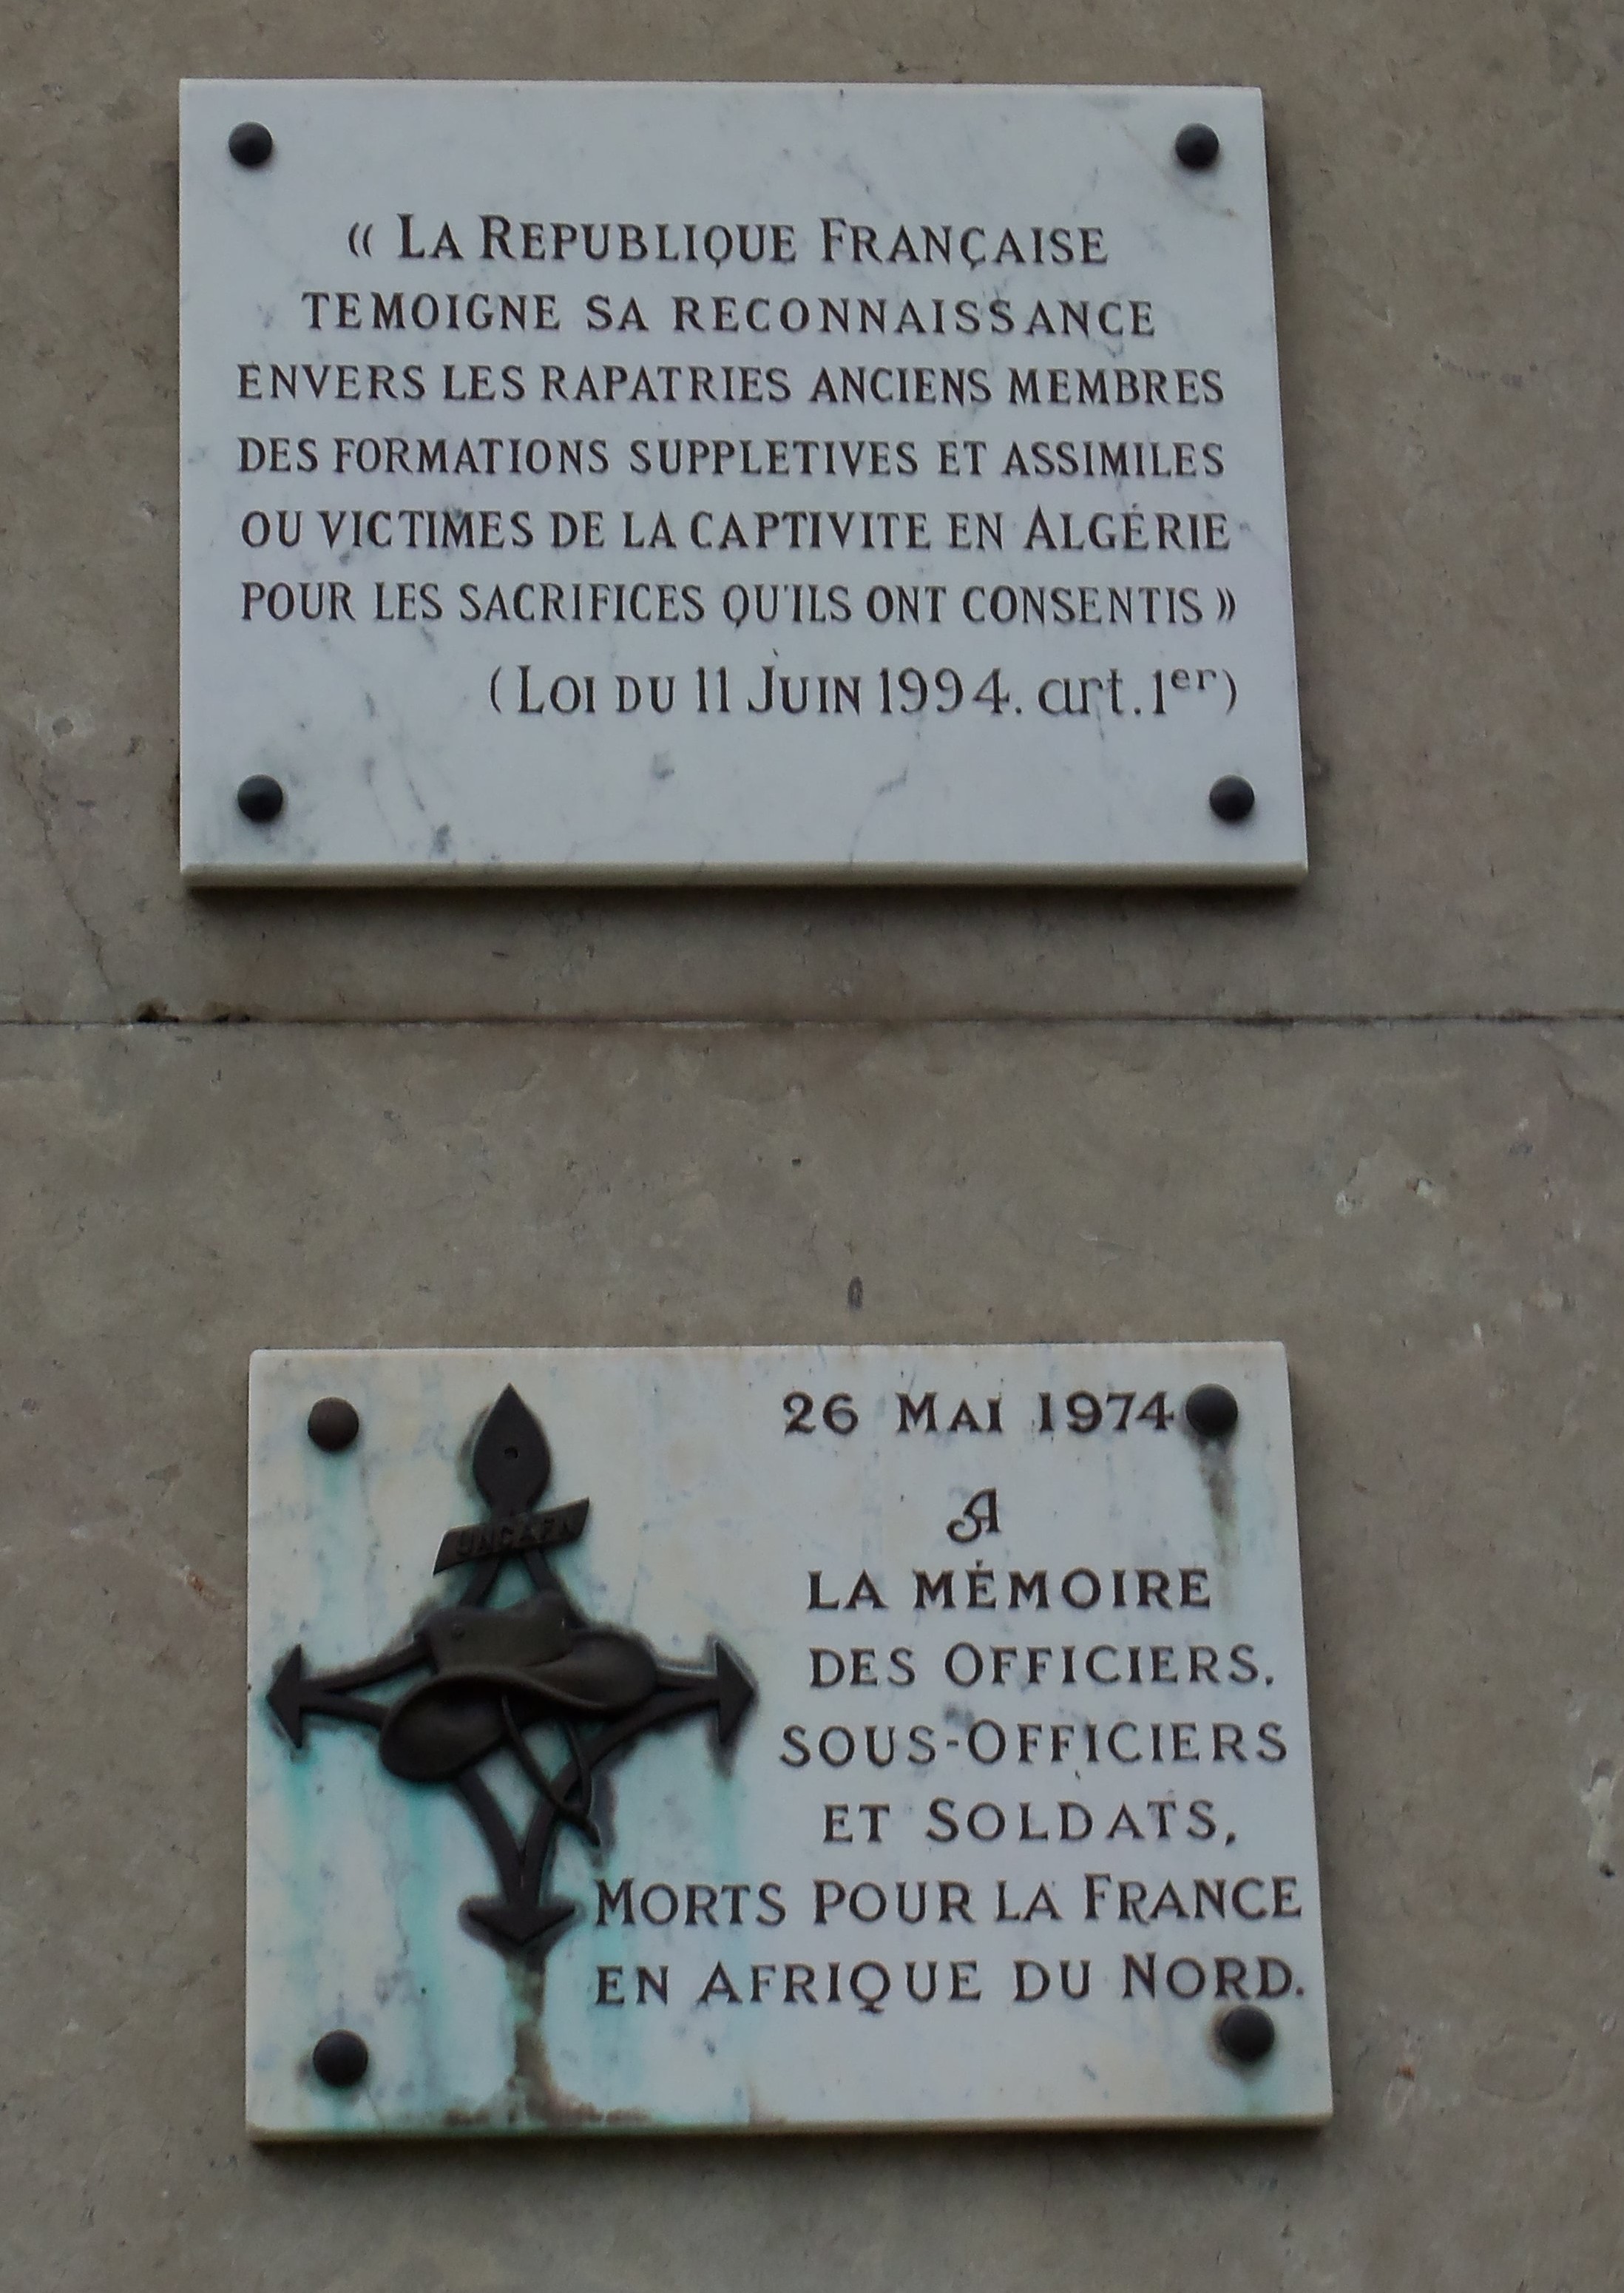 « LA REPUBLIQUE FRANÇAISE
TEMOIGNE SA RECONNAISSANCE
ENVERS LES RAPATRIES ANCIENS MEMBRES
DES FORMATIONS SUPPLETIVES ET ASSIMILES
OU VICTIMES DE LA CAPTIVITE EN ALGÉRIE
POUR LES SACRIFICES QU'ILS ONT CONSENTIS »
(LOI DU 11 JUIN 1994. art. 1er)
26 MAI 1974
A
UNCAFN
LA MÉMOIRE
DES OFFICIERS.
SOUS-OFFICIERS
ET SOLDATS,
MORTS POUR LA FRANCE
EN AFRIQUE DU NORD.